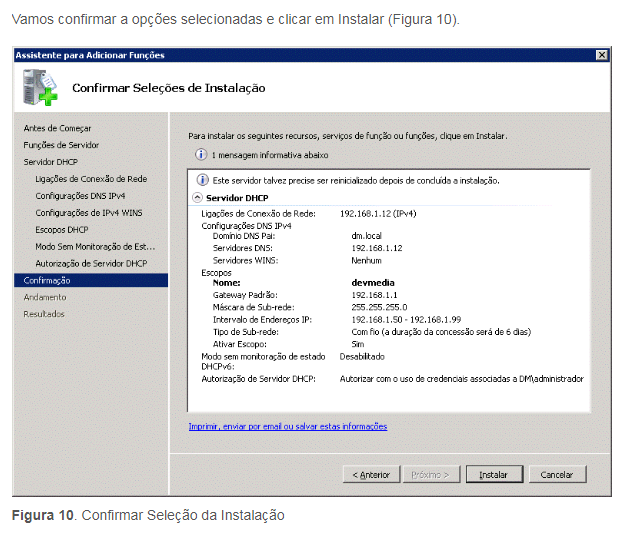 Vamos confirmar a opções selecionadas e clicar em Instalar (Figura 10).
Assistente para Adicionar Funções
Confirmar Seleções de Instalação
Antes de Começar
Funções de Servidor
Servidor DHCP
Ligações de Conexão de Rede
Configurações DNS IPv4
Configurações de IPv4 WINS
Escopos DHCP
Modo Sem Monitoração de Est...
Autorização de Servidor DHCP
Confirmação
Andamento
Resultados
Para instalar os seguintes recursos, serviços de função ou funções, clique em Instalar.
1 mensagem informativa abaixo
Este servidor talvez precise ser reinicializado depois de concluída a instalação.
Servidor DHCP
Ligações de Conexão de Rede: 192.168.1.12 (IPv4)
Configurações DNS IPv4
Domínio DNS Pai: dm.local
Servidores DNS: 192.168.1.12
Servidores WINS: Nenhum
Escopos
Nome: devmedia
Gateway Padrão: 192.168.1.1
Máscara de Sub-rede: 255.255.255.0
Intervalo de Endereços IP: 192.168.1.50 - 192.168.1.99
Tipo de Sub-rede: Com fio (a duração da concessão será de 6 dias)
Ativar Escopo: Sim
Modo sem monitoração de estado Desabilitado
DHCPv6:
Autorização de Servidor DHCP: Autorizar com o uso de credenciais associadas a DM\administrador
Imprimir, enviar por email ou salvar estas informações
< Anterior Próximo > Instalar Cancelar
Figura 10. Confirmar Seleção da Instalação